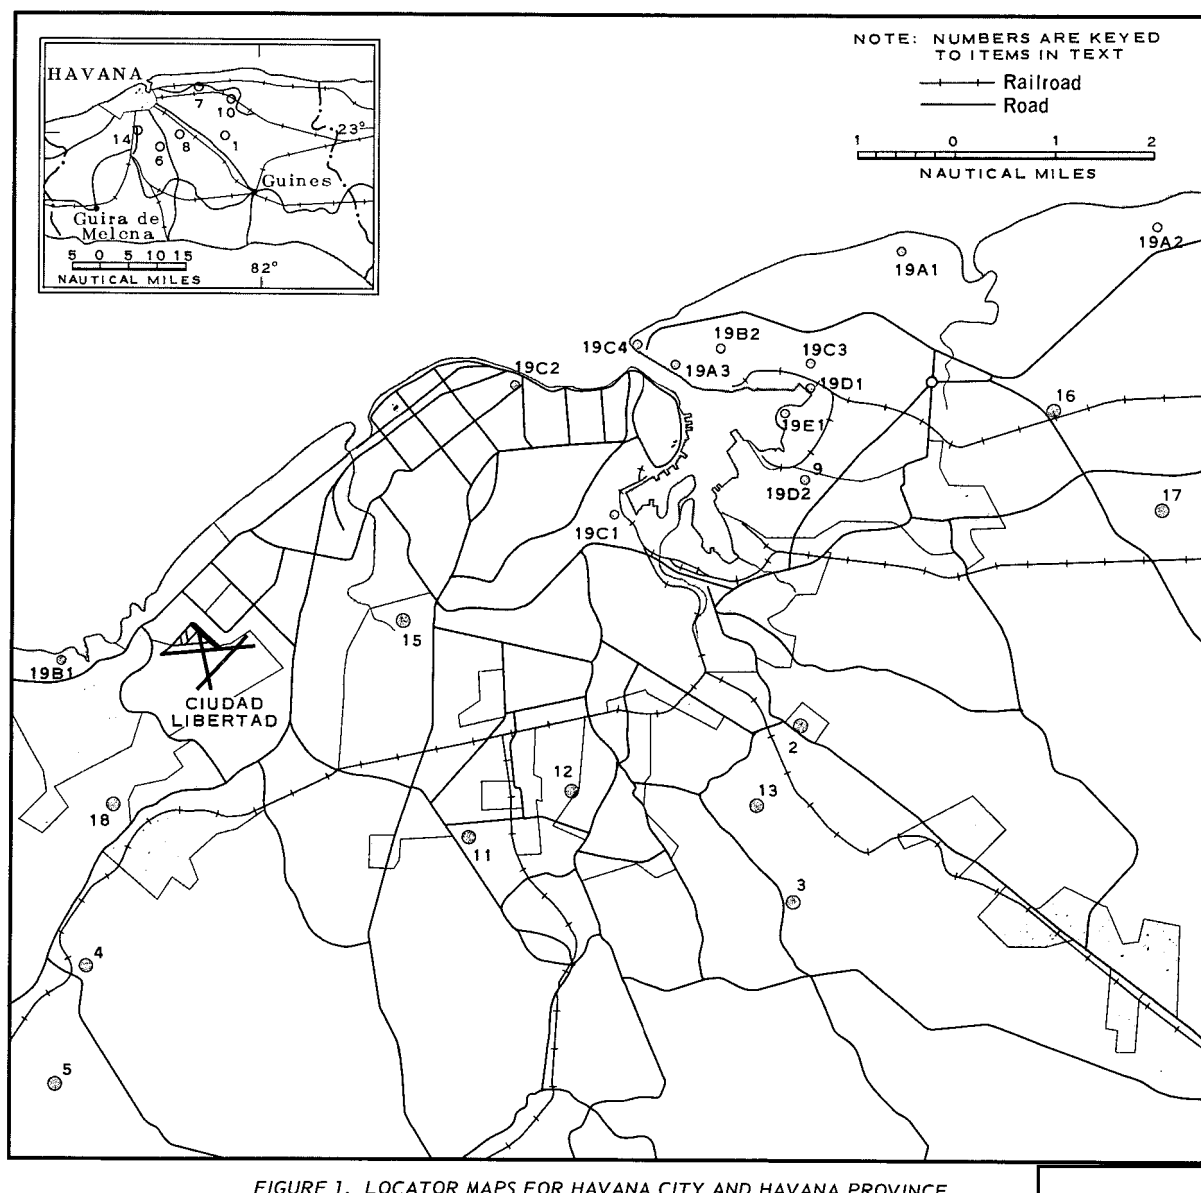 NOTE: NUMBERS ARE KEYED
TO ITEMS IN TEXT
Railroad
Road
1 0 1 2
NAUTICAL MILES
HAVANA
7
10
23°
14
8
1
6
Guines
Guira de
Melena
5 0 5 10 15
NAUTICAL MILES
82°
19A2
19A1
19C4
19B2
19C3
19C2
19A3
19D1
16
19E1
9
19D2
17
19C1
15
19B1
CIUDAD
LIBERTAD
2
12
13
18
11
3
4
5
FIGURE 1. LOCATOR MAPS FOR HAVANA CITY AND HAVANA PROVINCE